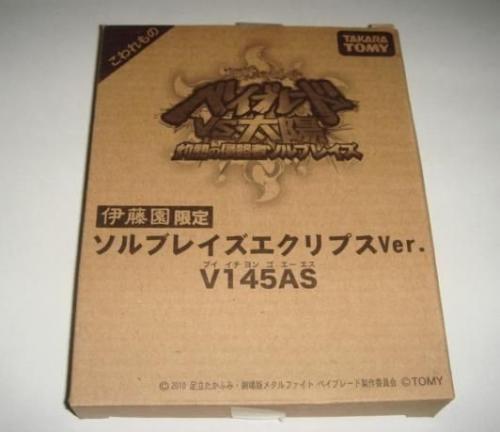 こわれもの
TAKARA
TOMY
ベイブレード
VS太陽
灼熱の侵略者ソルブレイズ
伊藤園限定
ソルブレイズエクリプスVer.
ブイ イチ ヨン ゴ エー エス
V145AS
©2010 足立たかふみ・劇場版メタルファイト ベイブレード製作委員会 ©TOMY